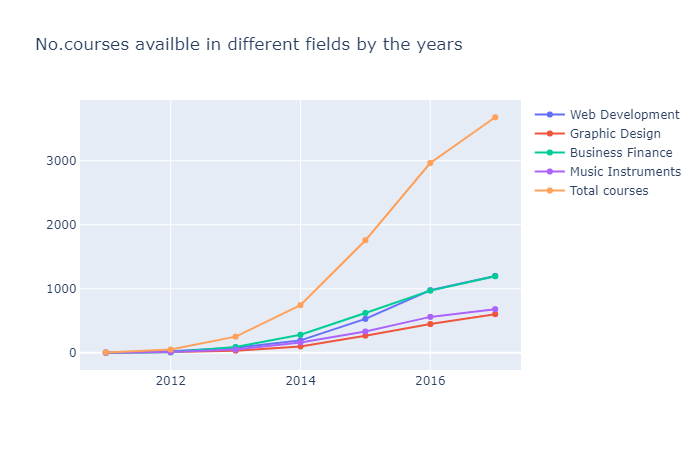 No.courses availble in different fields by the years
Web Development
Graphic Design
Business Finance
Music Instruments
Total courses
3000
2000
1000
0
2012
2014
2016